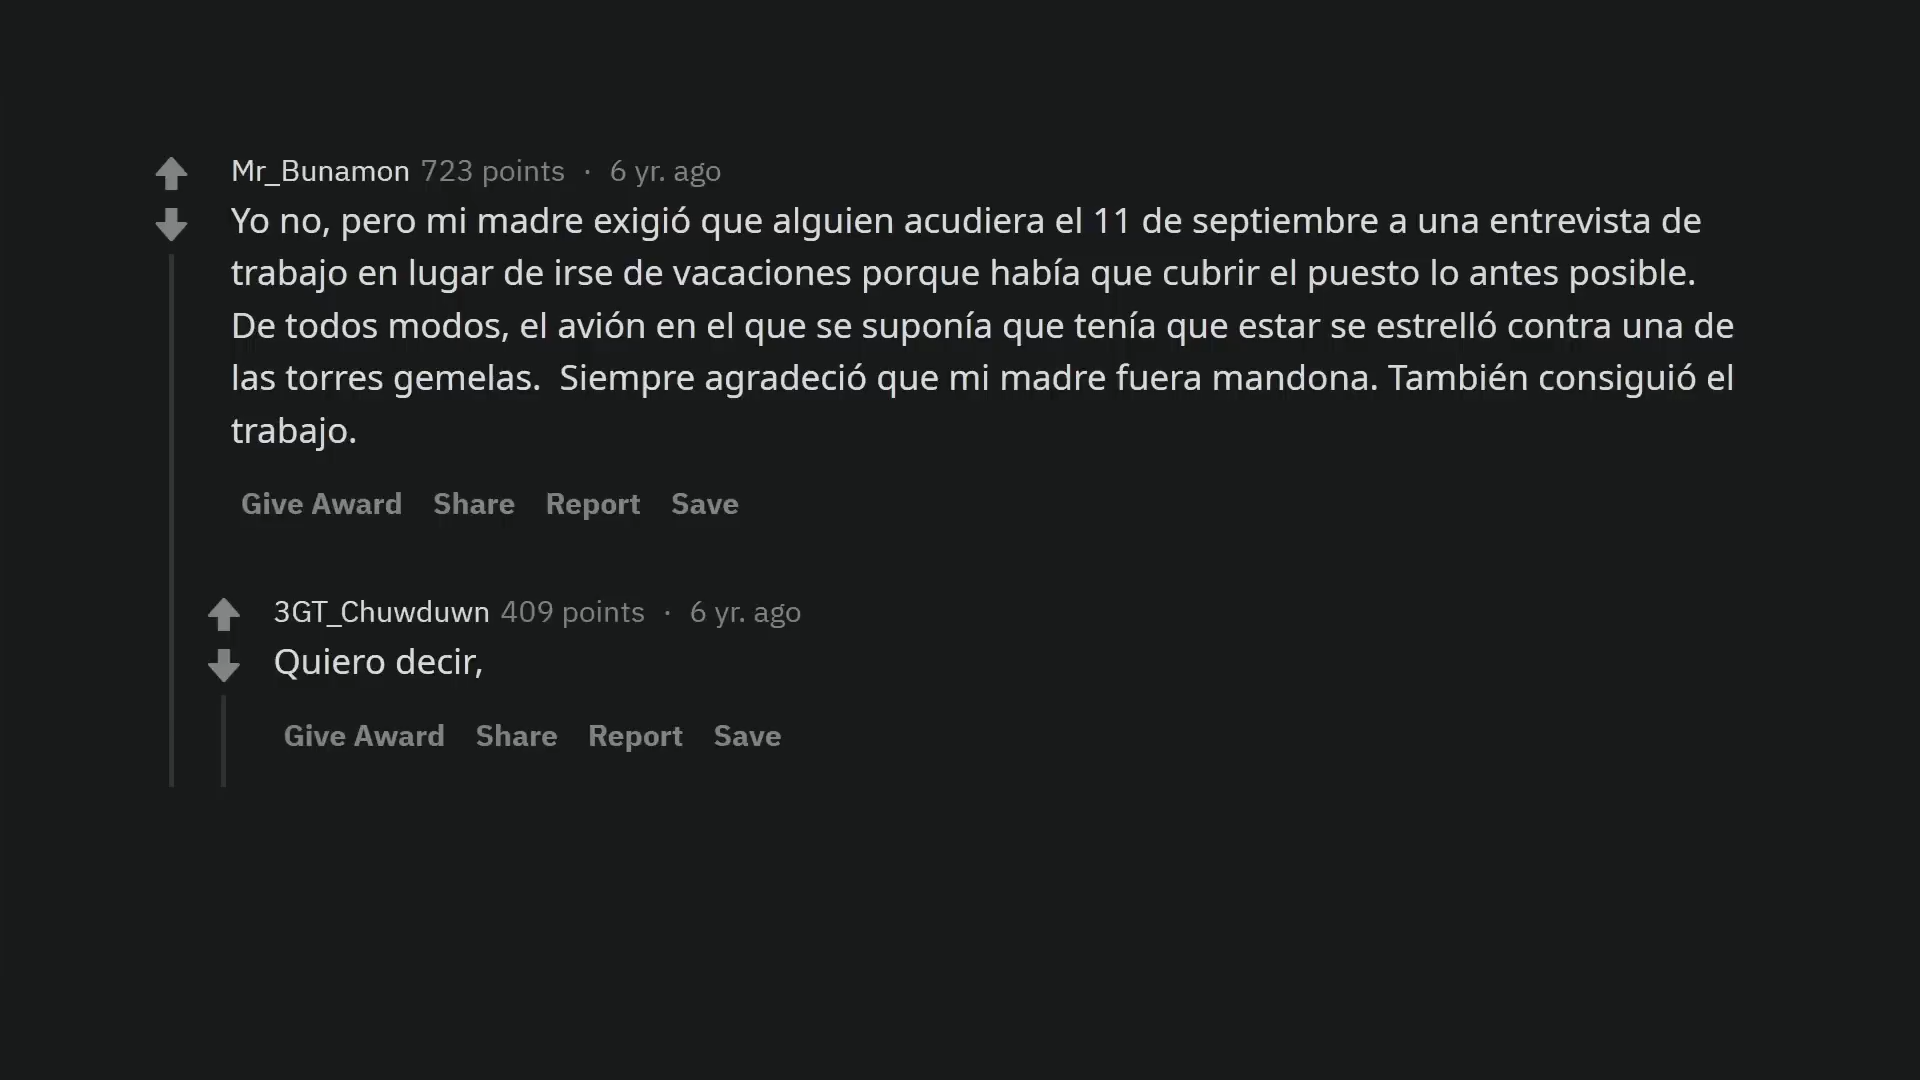 Mr_Bunamon 723 points · 6 yr. ago
Yo no, pero mi madre exigió que alguien acudiera el 11 de septiembre a una entrevista de
trabajo en lugar de irse de vacaciones porque había que cubrir el puesto lo antes posible.
De todos modos, el avión en el que se suponía que tenía que estar se estrelló contra una de
las torres gemelas.  Siempre agradeció que mi madre fuera mandona. También consiguió el
trabajo.
Give Award Share Report Save
3GT_Chuwduwn 409 points · 6 yr. ago
Quiero decir,
Give Award Share Report Save